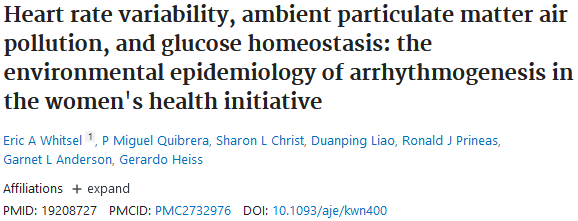 Heart rate variability, ambient particulate matter air
pollution, and glucose homeostasis: the
environmental epidemiology of arrhythmogenesis in
the women's health initiative
Eric A Whitsel 1, P Miguel Quibrera, Sharon L Christ, Duanping Liao, Ronald J Prineas,
Garnet L Anderson, Gerardo Heiss
Affiliations + expand
PMID: 19208727 PMCID: PMC2732976 DOI: 10.1093/aje/kwn400